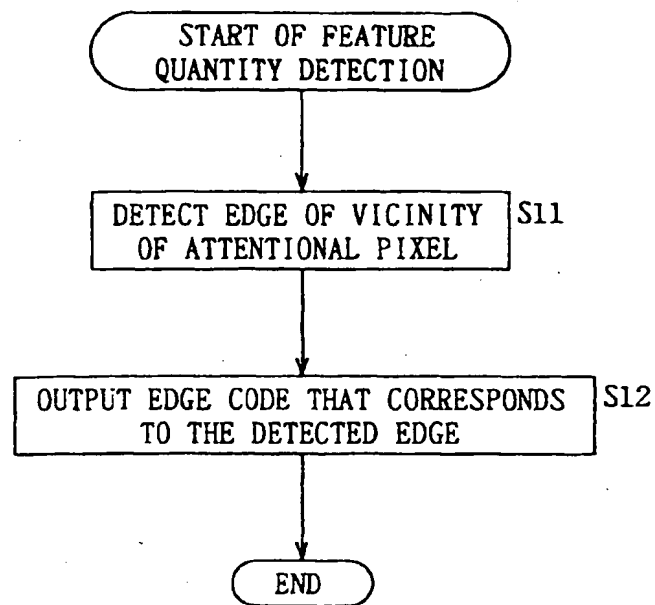 START OF FEATURE
QUANTITY DETECTION
DETECT EDGE OF VICINITY
OF ATTENTIONAL PIXEL
S11
OUTPUT EDGE CODE THAT CORRESPONDS
TO THE DETECTED EDGE
S12
END